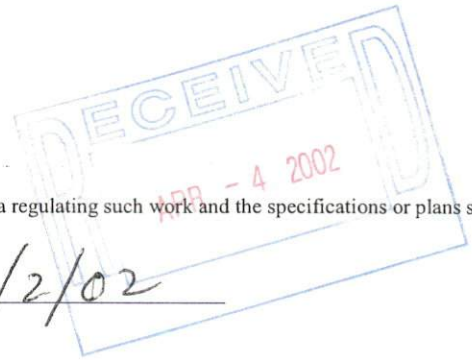 RECEIVED
APR - 4 2002
a regulating such work and the specifications or plans s
/2/02